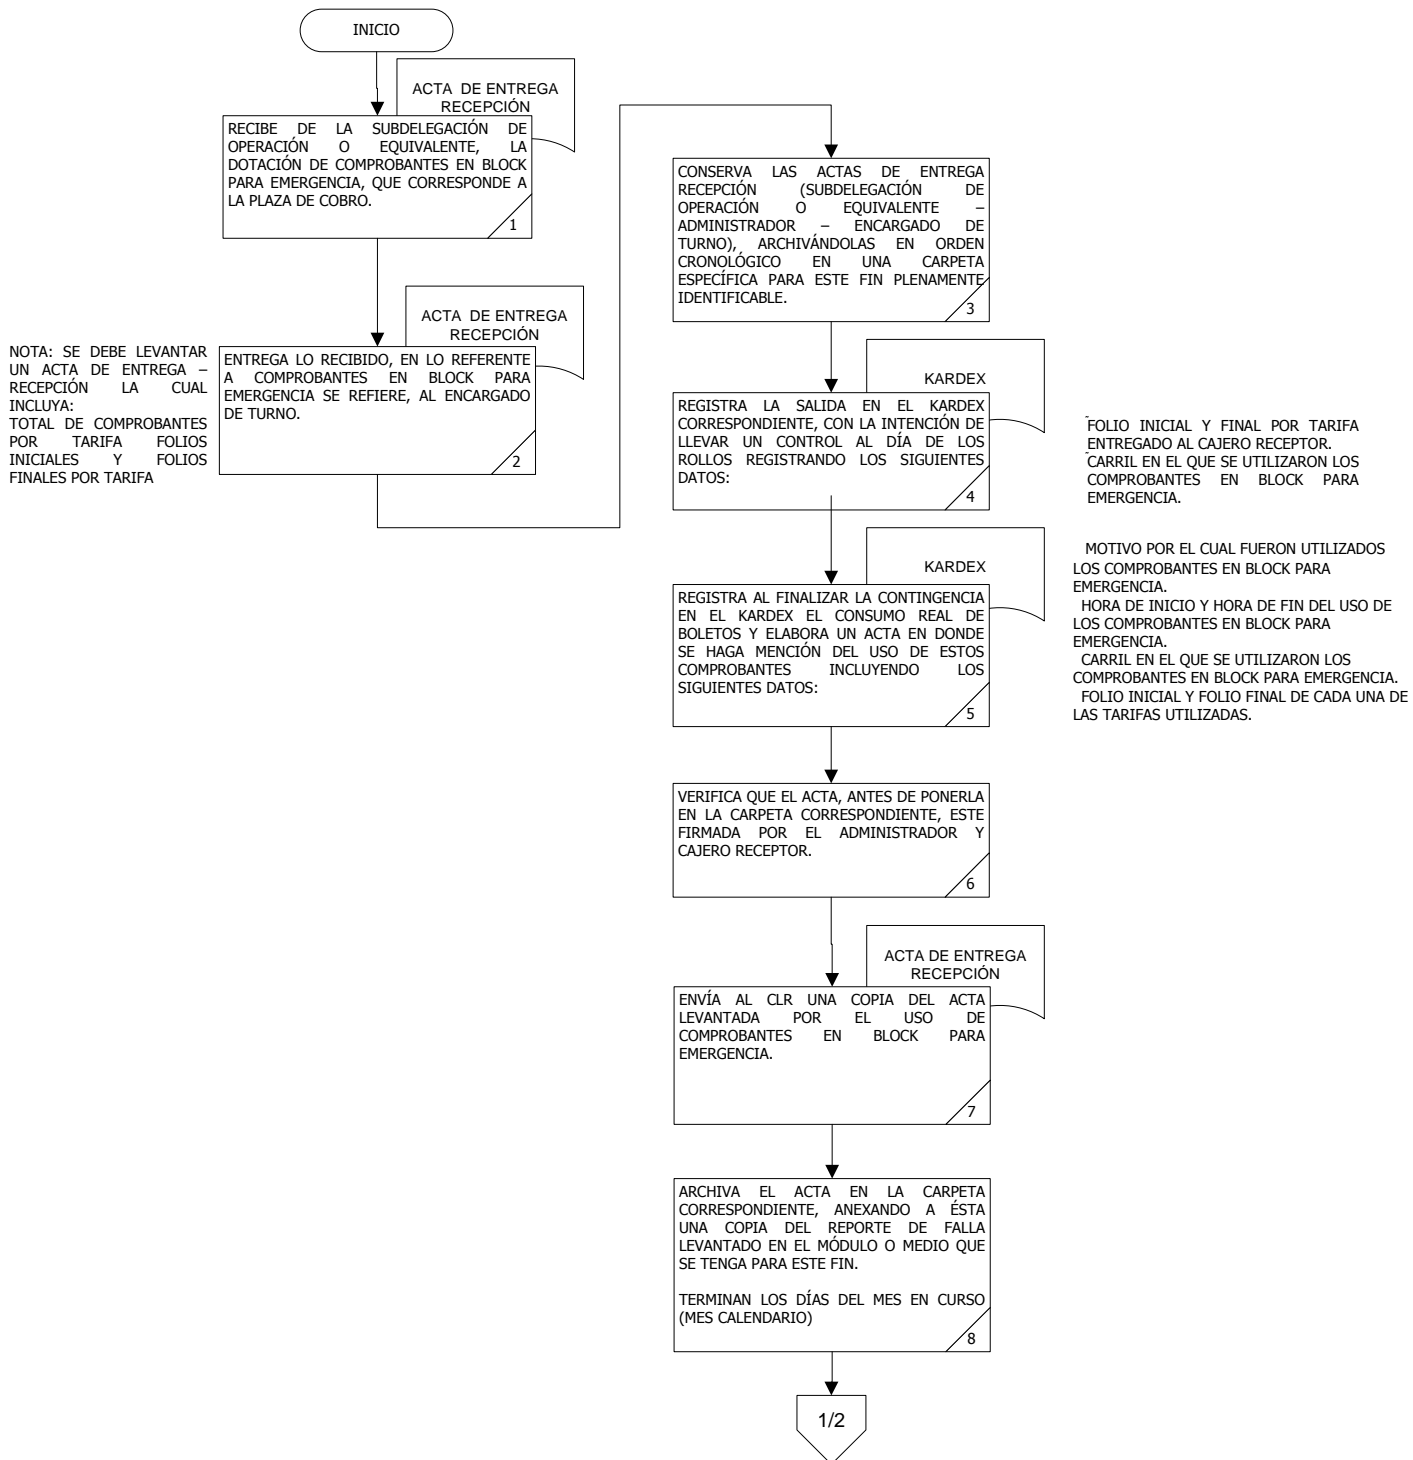 INICIO
ACTA DE ENTREGA
RECEPCIÓN
RECIBE DE LA SUBDELEGACIÓN DE
OPERACIÓN O EQUIVALENTE, LA
DOTACIÓN DE COMPROBANTES EN BLOCK
PARA EMERGENCIA, QUE CORRESPONDE A
LA PLAZA DE COBRO.
1
ACTA DE ENTREGA
RECEPCIÓN
NOTA: SE DEBE LEVANTAR
UN ACTA DE ENTREGA –
RECEPCIÓN LA CUAL
INCLUYA:
TOTAL DE COMPROBANTES
POR TARIFA FOLIOS
INICIALES Y FOLIOS
FINALES POR TARIFA
ENTREGA LO RECIBIDO, EN LO REFERENTE
A COMPROBANTES EN BLOCK PARA
EMERGENCIA SE REFIERE, AL ENCARGADO
DE TURNO.
2
CONSERVA LAS ACTAS DE ENTREGA
RECEPCIÓN (SUBDELEGACIÓN DE
OPERACIÓN O EQUIVALENTE –
ADMINISTRADOR – ENCARGADO DE
TURNO), ARCHIVÁNDOLAS EN ORDEN
CRONOLÓGICO EN UNA CARPETA
ESPECÍFICA PARA ESTE FIN PLENAMENTE
IDENTIFICABLE.
3
KARDEX
REGISTRA LA SALIDA EN EL KARDEX
CORRESPONDIENTE, CON LA INTENCIÓN DE
LLEVAR UN CONTROL AL DÍA DE LOS
ROLLOS REGISTRANDO LOS SIGUIENTES
DATOS:
4
FOLIO INICIAL Y FINAL POR TARIFA
ENTREGADO AL CAJERO RECEPTOR.
CARRIL EN EL QUE SE UTILIZARON LOS
COMPROBANTES EN BLOCK PARA
EMERGENCIA.
KARDEX
REGISTRA AL FINALIZAR LA CONTINGENCIA
EN EL KARDEX EL CONSUMO REAL DE
BOLETOS Y ELABORA UN ACTA EN DONDE
SE HAGA MENCIÓN DEL USO DE ESTOS
COMPROBANTES INCLUYENDO LOS
SIGUIENTES DATOS:
5
MOTIVO POR EL CUAL FUERON UTILIZADOS
LOS COMPROBANTES EN BLOCK PARA
EMERGENCIA.
HORA DE INICIO Y HORA DE FIN DEL USO DE
LOS COMPROBANTES EN BLOCK PARA
EMERGENCIA.
CARRIL EN EL QUE SE UTILIZARON LOS
COMPROBANTES EN BLOCK PARA EMERGENCIA.
FOLIO INICIAL Y FOLIO FINAL DE CADA UNA DE
LAS TARIFAS UTILIZADAS.
VERIFICA QUE EL ACTA, ANTES DE PONERLA
EN LA CARPETA CORRESPONDIENTE, ESTE
FIRMADA POR EL ADMINISTRADOR Y
CAJERO RECEPTOR.
6
ACTA DE ENTREGA
RECEPCIÓN
ENVÍA AL CLR UNA COPIA DEL ACTA
LEVANTADA POR EL USO DE
COMPROBANTES EN BLOCK PARA
EMERGENCIA.
7
ARCHIVA EL ACTA EN LA CARPETA
CORRESPONDIENTE, ANEXANDO A ÉSTA
UNA COPIA DEL REPORTE DE FALLA
LEVANTADO EN EL MÓDULO O MEDIO QUE
SE TENGA PARA ESTE FIN.
TERMINAN LOS DÍAS DEL MES EN CURSO
(MES CALENDARIO)
8
1/2